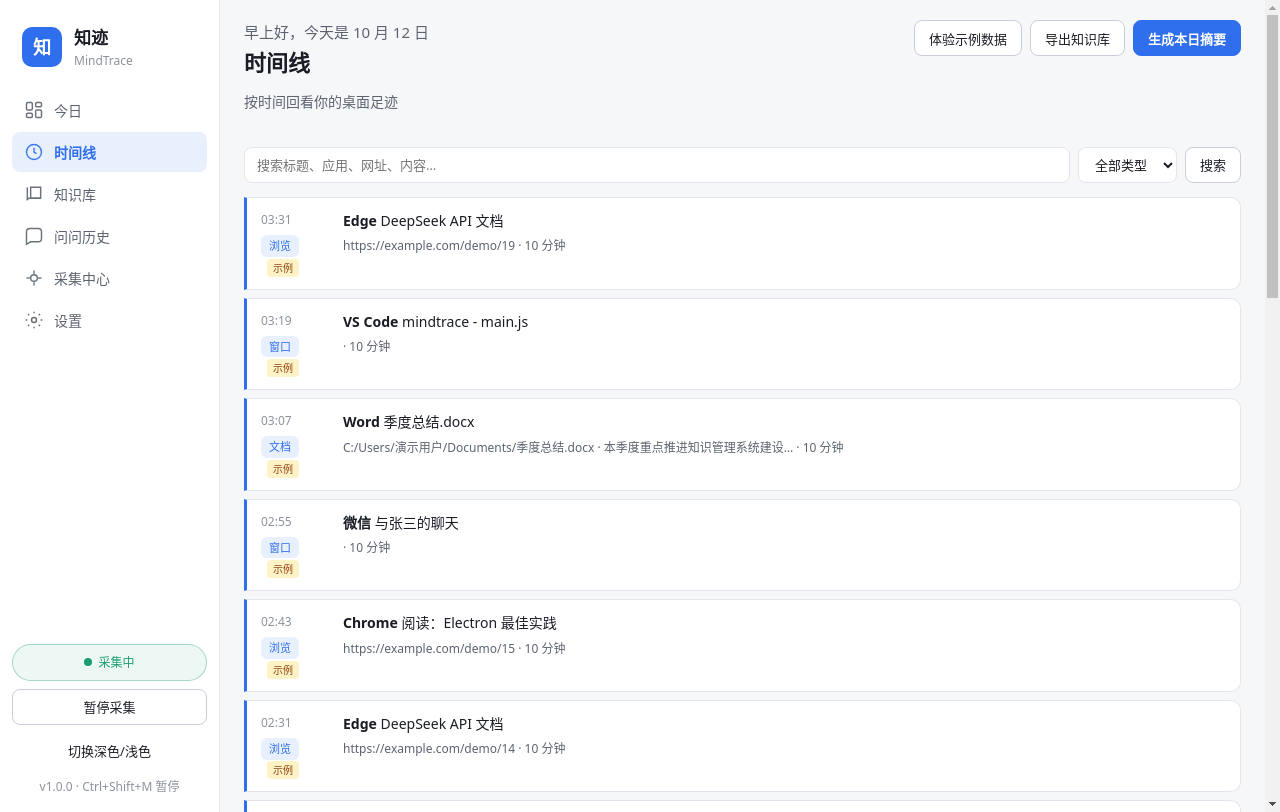 知
知迹
MindTrace
今日
时间线
知识库
问问历史
采集中心
设置
采集中
暂停采集
切换深色/浅色
v1.0.0 · Ctrl+Shift+M 暂停
早上好，今天是 10 月 12 日
时间线
按时间回看你的桌面足迹
体验示例数据
导出知识库
生成本日摘要
搜索标题、应用、网址、内容...
全部类型
搜索
03:31
浏览
示例
Edge DeepSeek API 文档
https://example.com/demo/19 · 10 分钟
03:19
窗口
示例
VS Code mindtrace - main.js
· 10 分钟
03:07
文档
示例
Word 季度总结.docx
C:/Users/演示用户/Documents/季度总结.docx · 本季度重点推进知识管理系统建设... · 10 分钟
02:55
窗口
示例
微信 与张三的聊天
· 10 分钟
02:43
浏览
示例
Chrome 阅读：Electron 最佳实践
https://example.com/demo/15 · 10 分钟
02:31
浏览
示例
Edge DeepSeek API 文档
https://example.com/demo/14 · 10 分钟